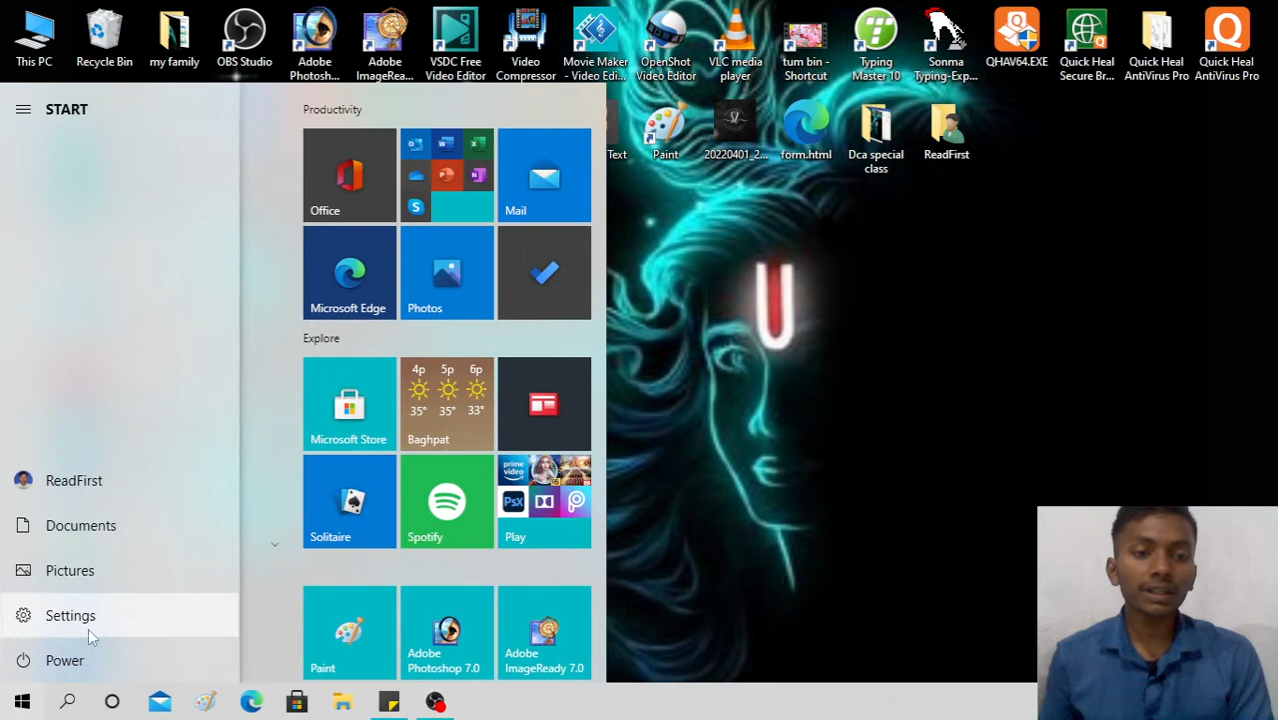 This PC
Recycle Bin
my family
OBS Studio
Adobe
Photosh...
Adobe
ImageRea...
VSDC Free
Video Editor
Video
Compressor
Movie Maker
- Video Edi...
OpenShot
Video Editor
VLC media
player
tum bin -
Shortcut
Typing
Master 10
Sonma
Typing-Exp...
QHAV64.EXE
Quick Heal
Secure Br...
Quick Heal
AntiVirus Pro
Quick Heal
AntiVirus Pro
Text
Paint
20220401_2...
form.html
Dca special
class
ReadFirst
START
Productivity
Office
Mail
Microsoft Edge
Photos
Explore
Microsoft Store
4p 5p 6p
35° 35° 33°
Baghpat
Solitaire
Spotify
prime
video
PsX
Play
Paint
Adobe
Photoshop 7.0
Adobe
ImageReady 7.0
ReadFirst
Documents
Pictures
Settings
Power